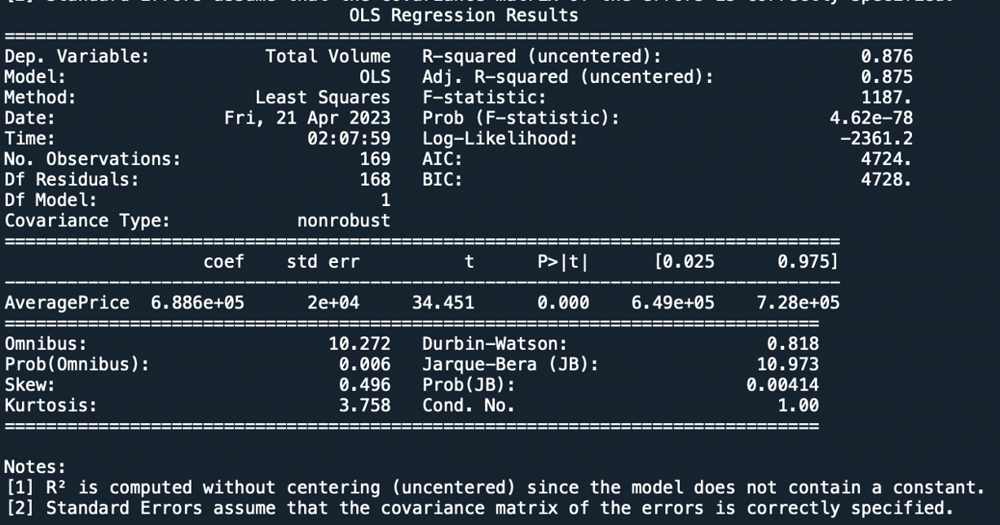 [2] Standard Errors assume that the covariance matrix of the errors is correctly specified.
OLS Regression Results
==============================================================================
Dep. Variable: Total Volume R-squared (uncentered): 0.876
Model: OLS Adj. R-squared (uncentered): 0.875
Method: Least Squares F-statistic: 1187.
Date: Fri, 21 Apr 2023 Prob (F-statistic): 4.62e-78
Time: 02:07:59 Log-Likelihood: -2361.2
No. Observations: 169 AIC: 4724.
Df Residuals: 168 BIC: 4728.
Df Model: 1
Covariance Type: nonrobust
==============================================================================
coef std err t P>|t| [0.025 0.975]
------------------------------------------------------------------------------
AveragePrice 6.886e+05 2e+04 34.451 0.000 6.49e+05 7.28e+05
==============================================================================
Omnibus: 10.272 Durbin-Watson: 0.818
Prob(Omnibus): 0.006 Jarque-Bera (JB): 10.973
Skew: 0.496 Prob(JB): 0.00414
Kurtosis: 3.758 Cond. No. 1.00
==============================================================================
Notes:
[1] R² is computed without centering (uncentered) since the model does not contain a constant.
[2] Standard Errors assume that the covariance matrix of the errors is correctly specified.